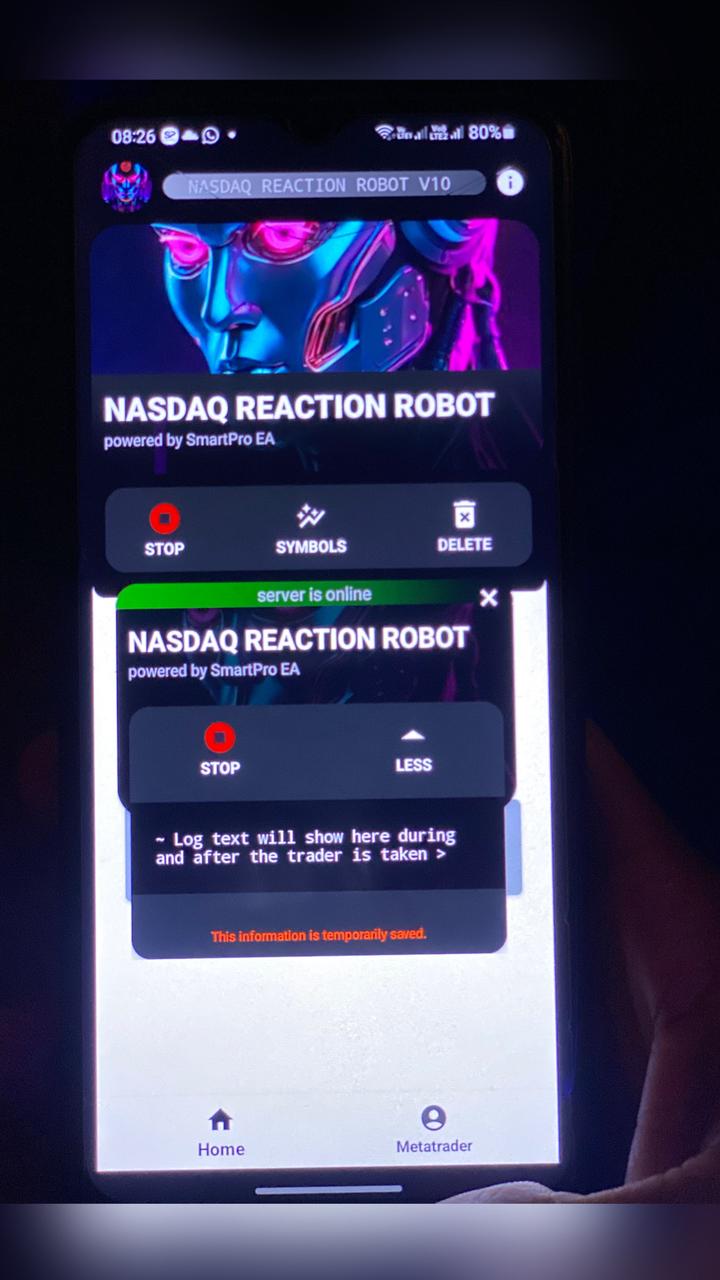 08:26 80%
NASDAQ REACTION ROBOT V10
NASDAQ REACTION ROBOT
powered by SmartPro EA
STOP SYMBOLS DELETE
server is online
NASDAQ REACTION ROBOT
powered by SmartPro EA
STOP LESS
~ Log text will show here during
and after the trader is taken >
This information is temporarily saved.
Home Metatrader